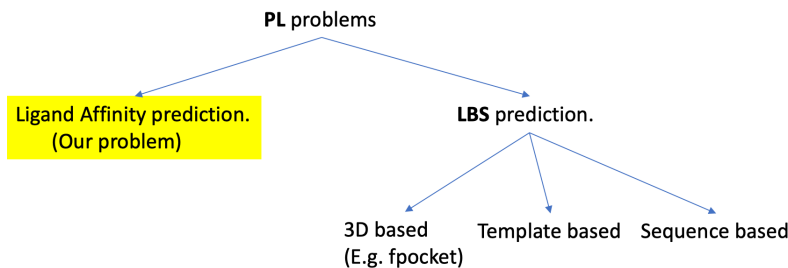 PL problems
Ligand Affinity prediction.
(Our problem)
LBS prediction.
3D based
(E.g. fpocket)
Template based
Sequence based